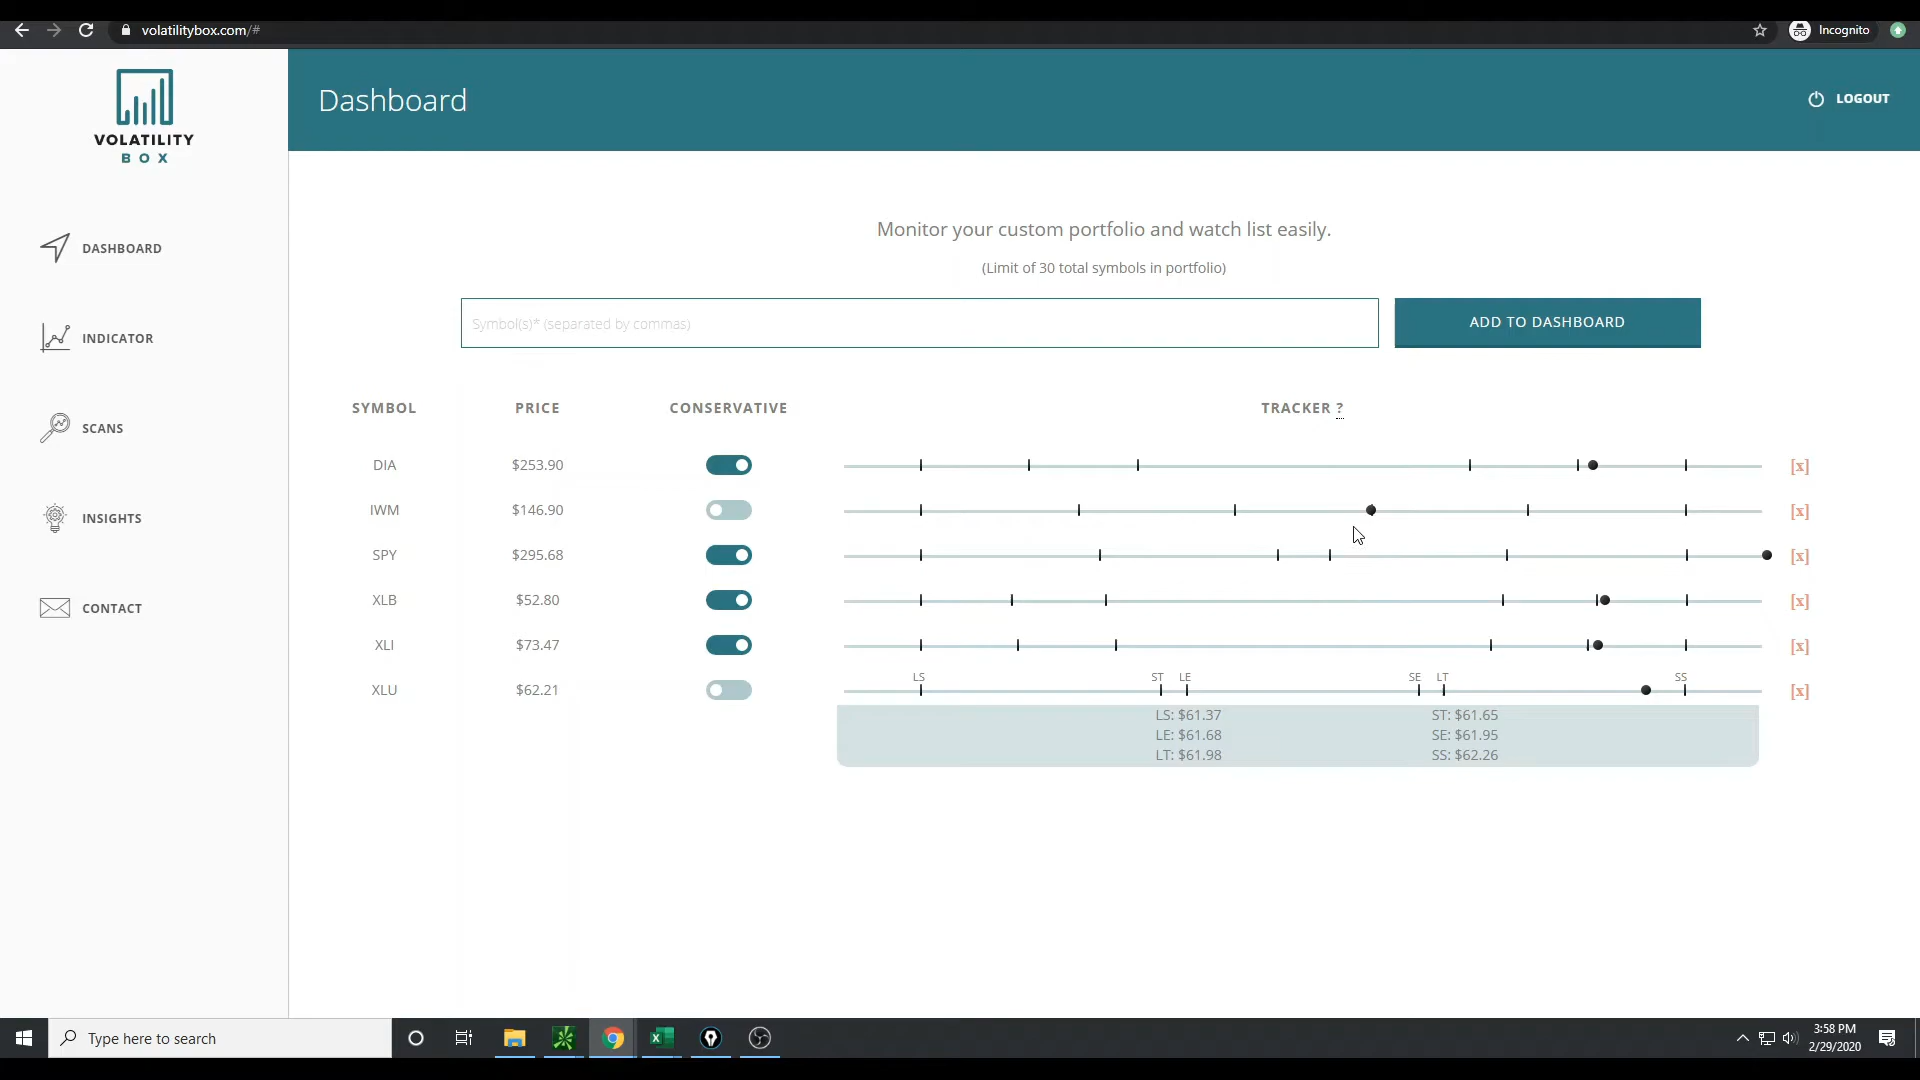 volatilitybox.com/#
Incognito
VOLATILITY
BOX
Dashboard
LOGOUT
DASHBOARD
INDICATOR
SCANS
INSIGHTS
CONTACT
Monitor your custom portfolio and watch list easily.
(Limit of 30 total symbols in portfolio)
Symbol(s)* (separated by commas)
ADD TO DASHBOARD
SYMBOL PRICE CONSERVATIVE TRACKER ?
DIA $253.90 [x]
IWM $146.90 [x]
SPY $295.68 [x]
XLB $52.80 [x]
XLI $73.47 [x]
LS ST LE SE LT SS
XLU $62.21 [x]
LS: $61.37 ST: $61.65
LE: $61.68 SE: $61.95
LT: $61.98 SS: $62.26
Type here to search
3:58 PM
2/29/2020